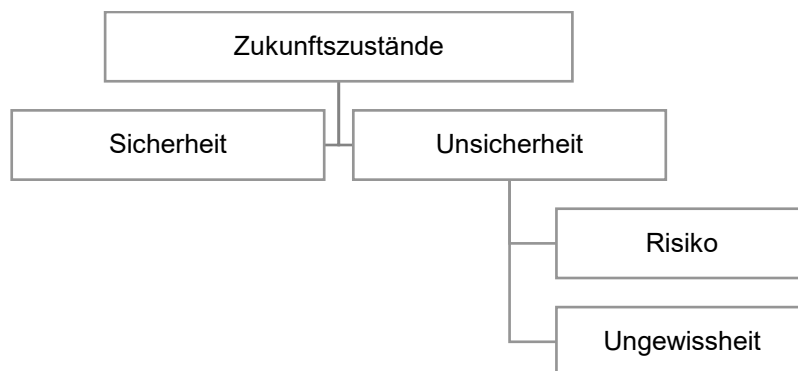 Zukunftszustände
Sicherheit
Unsicherheit
Risiko
Ungewissheit